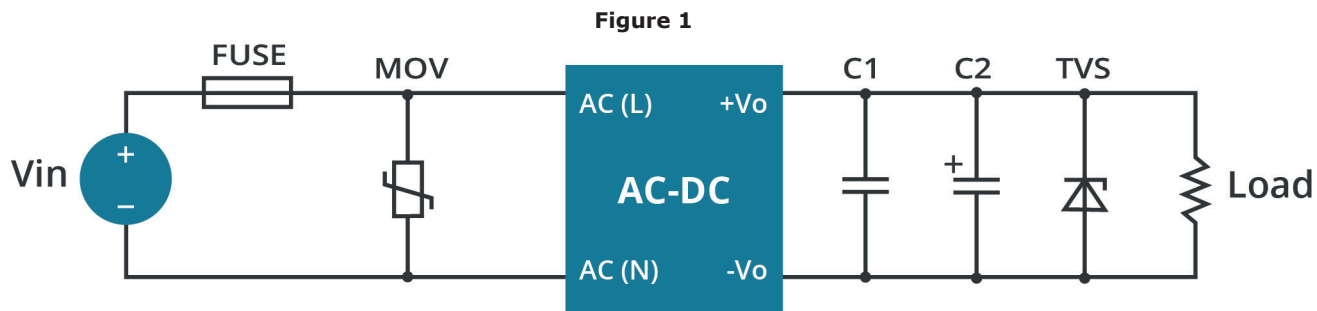 Figure 1
FUSE
MOV
C1
C2
TVS
AC (L)
+Vo
Vin
+
−
AC-DC
+
Load
AC (N)
-Vo